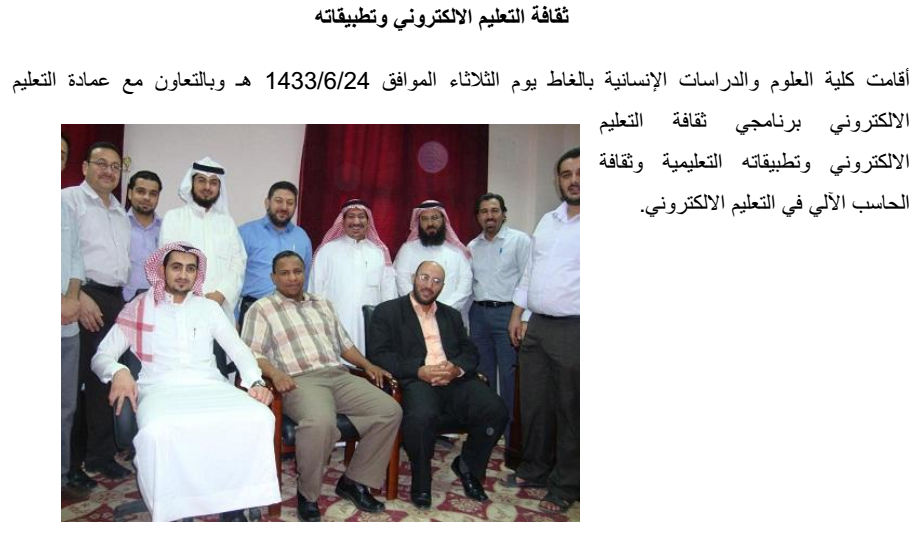 ثقافة التعليم الالكتروني وتطبيقاته
أقامت كلية العلوم والدراسات الإنسانية بالغاط يوم الثلاثاء الموافق 1433/6/24 هـ وبالتعاون مع عمادة التعليم
الالكتروني برنامجي ثقافة التعليم
الالكتروني وتطبيقاته التعليمية وثقافة
الحاسب الآلي في التعليم الالكتروني.